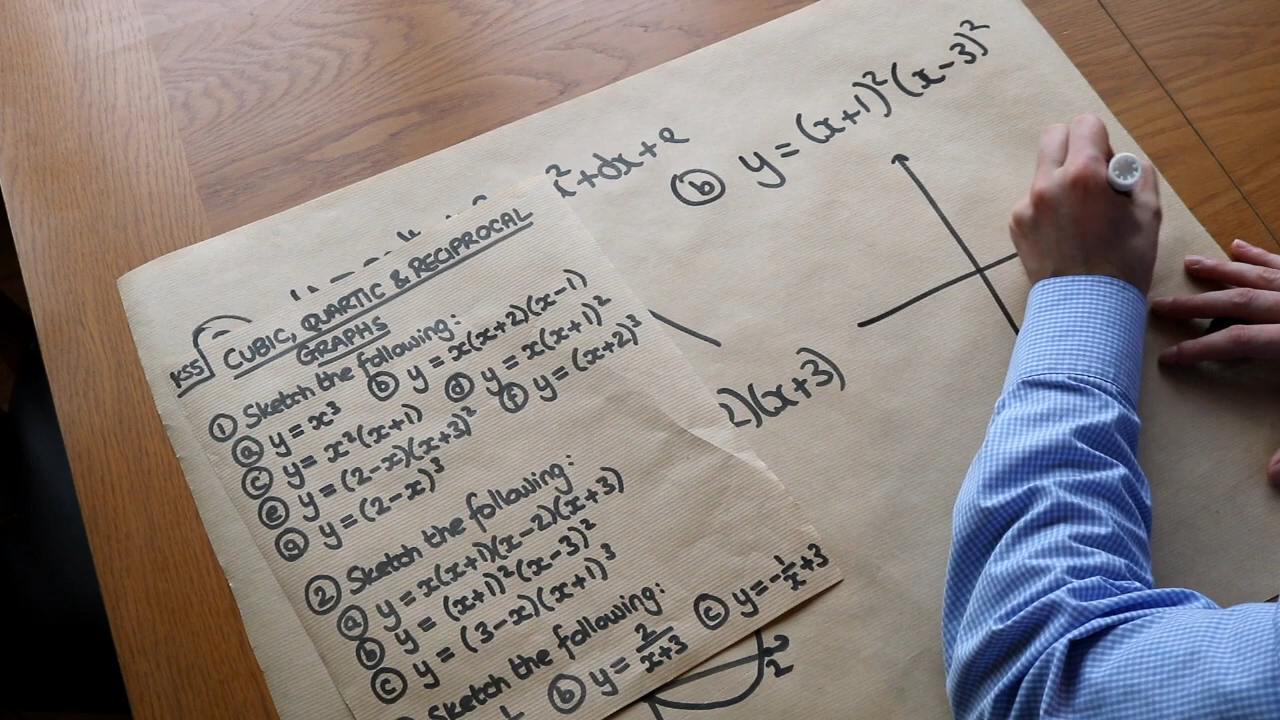 KS5
CUBIC, QUARTIC & RECIPROCAL
GRAPHS
① Sketch the following:
ⓐ y = x³ ⓑ y = x(x+2)(x-1)
ⓒ y = x²(x+1) ⓓ y = x(x+1)²
ⓔ y = (2-x)(x+3)² ⓕ y = (x+2)³
ⓖ y = (2-x)³
② Sketch the following:
ⓐ y = x(x+1)(x-2)(x+3)
ⓑ y = (x+1)²(x-3)²
ⓒ y = (3-x)(x+1)³
Sketch the following:
ⓑ y = 2/(x+3) ⓒ y = -1/x+3
x²+dx+e
ⓑ y = (x+1)²(x-3)²
2)(x+3)
2